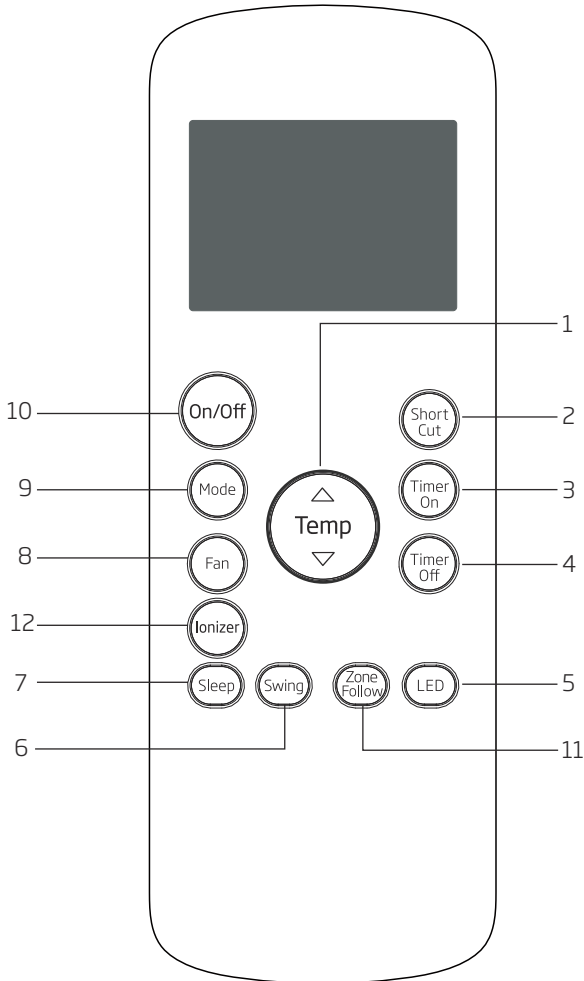 1
10
On/Off
Short
Cut
2
9
Mode
Timer
On
3
Temp
8
Fan
Timer
Off
4
12
Ionizer
7
Sleep
Swing
Zone
Follow
LED
5
6
11